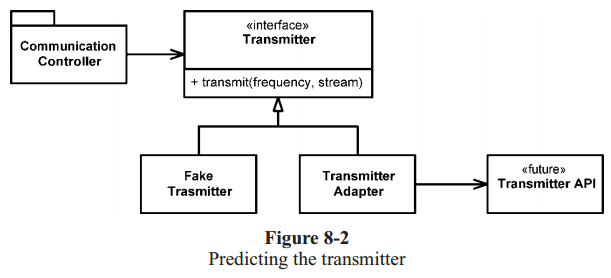 «interface»
Transmitter
Communication
Controller
+ transmit(frequency, stream)
Fake
Trasmitter
Transmitter
Adapter
«future»
Transmitter API
Figure 8-2
Predicting the transmitter